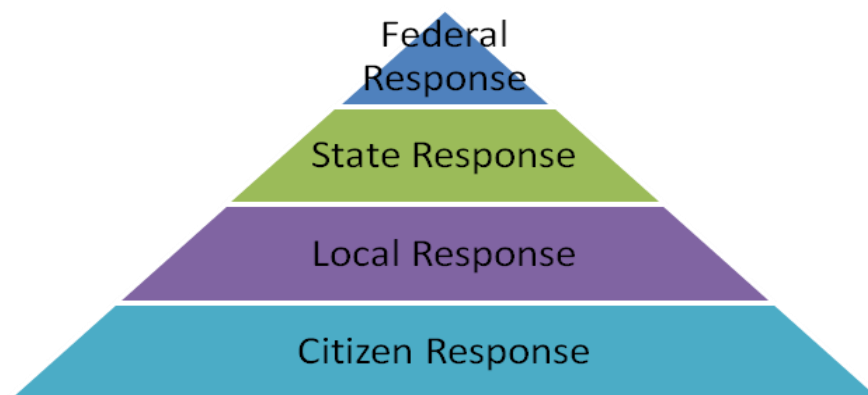 Federal
Response
State Response
Local Response
Citizen Response